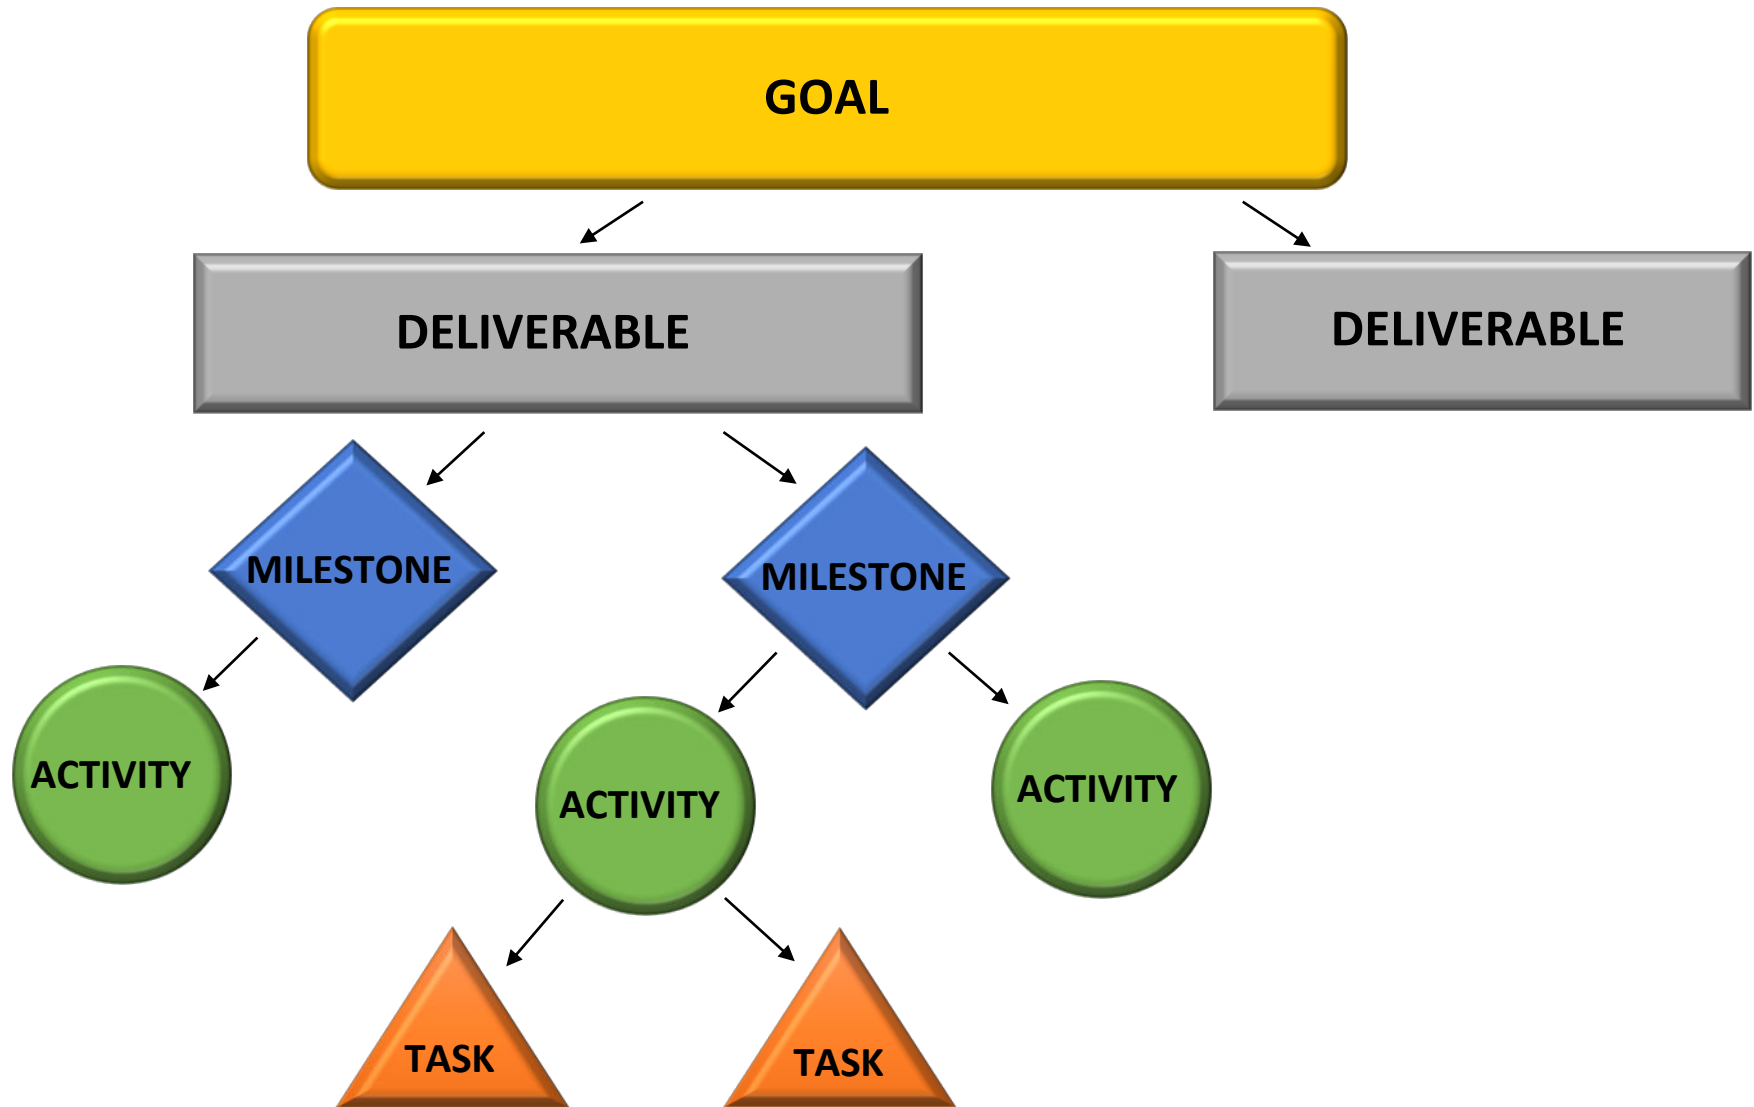 GOAL
DELIVERABLE
DELIVERABLE
MILESTONE
MILESTONE
ACTIVITY
ACTIVITY
ACTIVITY
TASK
TASK